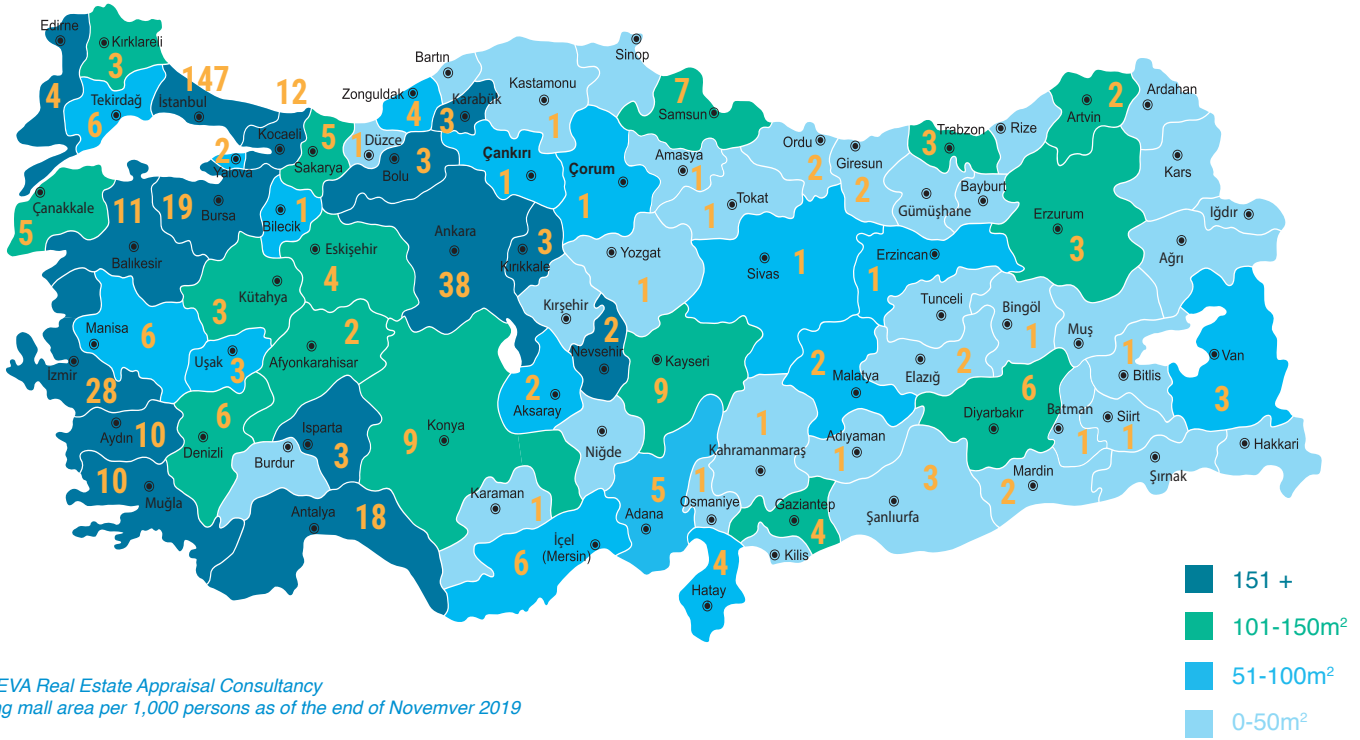 Edirne
Kırklareli
3
4
Tekirdağ
6
147
İstanbul
12
Kocaeli
2
Yalova
5
Sakarya
1
Düzce
Bolu
3
Zonguldak
4
Bartın
Karabük
3
Kastamonu
1
Sinop
7
Samsun
Çankırı
1
Çorum
1
Amasya
1
Tokat
1
Ordu
2
Giresun
2
Trabzon
3
Rize
Artvin
2
Ardahan
Kars
Gümüşhane
Bayburt
Erzurum
3
Iğdır
Ağrı
Çanakkale
5
11
Balıkesir
19
Bursa
1
Bilecik
Eskişehir
4
Kütahya
3
Ankara
38
3
Kırıkkale
Yozgat
1
Sivas
1
Erzincan
1
Tunceli
Bingöl
1
Muş
1
Bitlis
Van
3
Manisa
6
Uşak
3
2
Afyonkarahisar
Kırşehir
2
Nevsehir
Kayseri
9
2
Malatya
Elazığ
2
6
Diyarbakır
Batman
1
Siirt
1
Hakkari
Şırnak
İzmir
28
Aydın
10
6
Denizli
10
Muğla
Burdur
Isparta
3
Antalya
18
9
Konya
2
Aksaray
Niğde
Karaman
1
6
İçel
(Mersin)
5
Adana
1
Osmaniye
1
Kahramanmaraş
Adıyaman
1
Gaziantep
4
Kilis
4
Hatay
3
Şanlıurfa
Mardin
2
151 +
101-150m²
51-100m²
0-50m²
EVA Real Estate Appraisal Consultancy
mall area per 1,000 persons as of the end of Novemver 2019